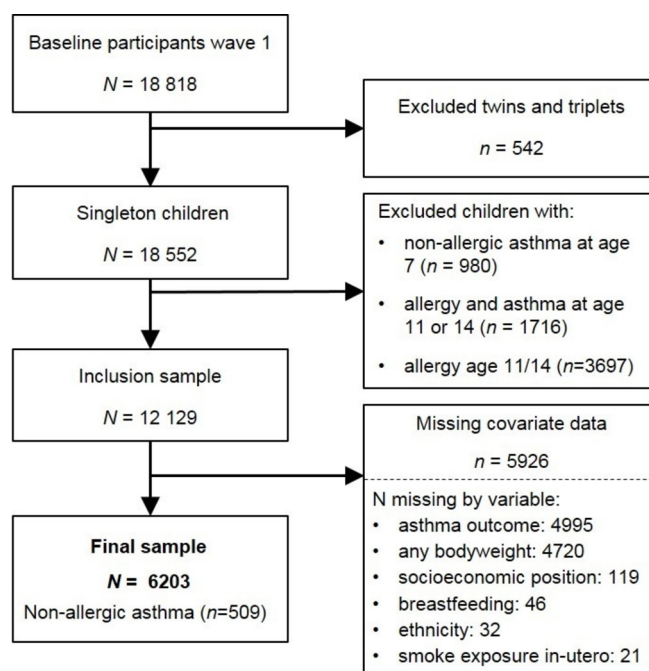 Baseline participants wave 1
N = 18 818
Excluded twins and triplets
n = 542
Singleton children
N = 18 552
Excluded children with:
• non-allergic asthma at age
7 (n = 980)
• allergy and asthma at age
11 or 14 (n = 1716)
• allergy age 11/14 (n=3697)
Inclusion sample
N = 12 129
Missing covariate data
n = 5926
N missing by variable:
• asthma outcome: 4995
• any bodyweight: 4720
• socioeconomic position: 119
• breastfeeding: 46
• ethnicity: 32
• smoke exposure in-utero: 21
Final sample
N = 6203
Non-allergic asthma (n=509)